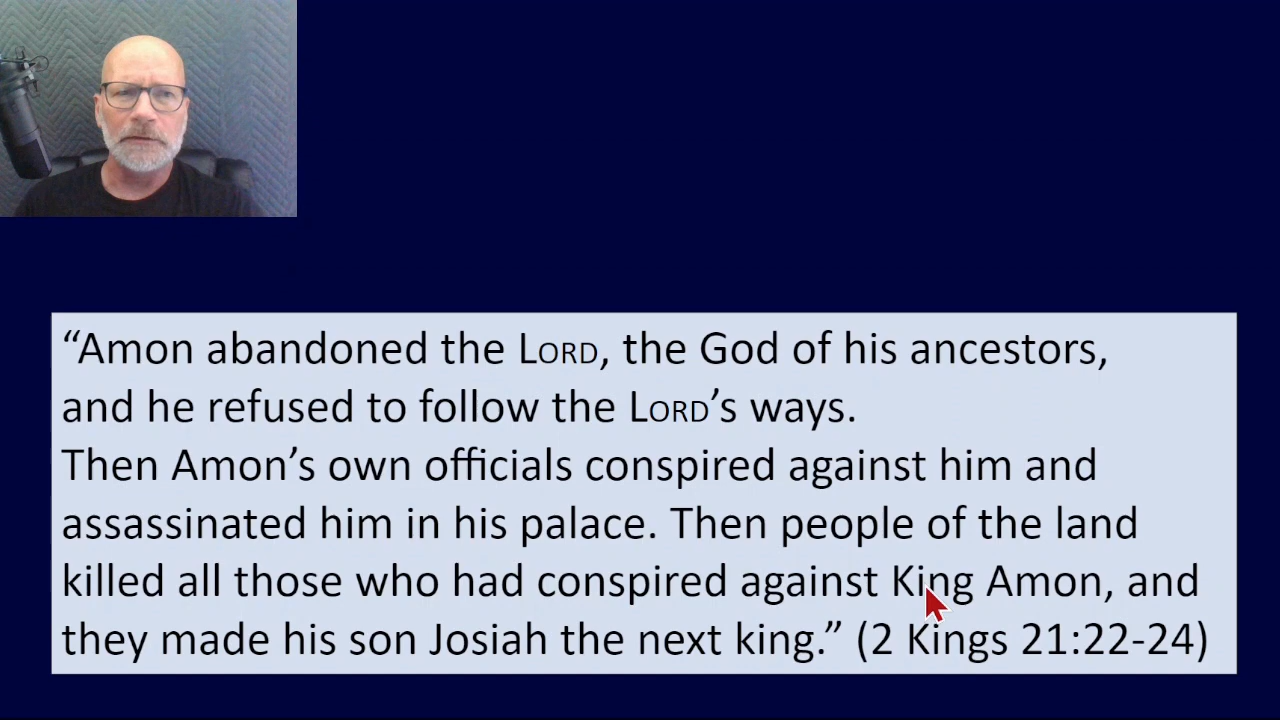 “Amon abandoned the LORD, the God of his ancestors,
and he refused to follow the LORD’s ways.
Then Amon’s own officials conspired against him and
assassinated him in his palace. Then people of the land
killed all those who had conspired against King Amon, and
they made his son Josiah the next king.” (2 Kings 21:22-24)